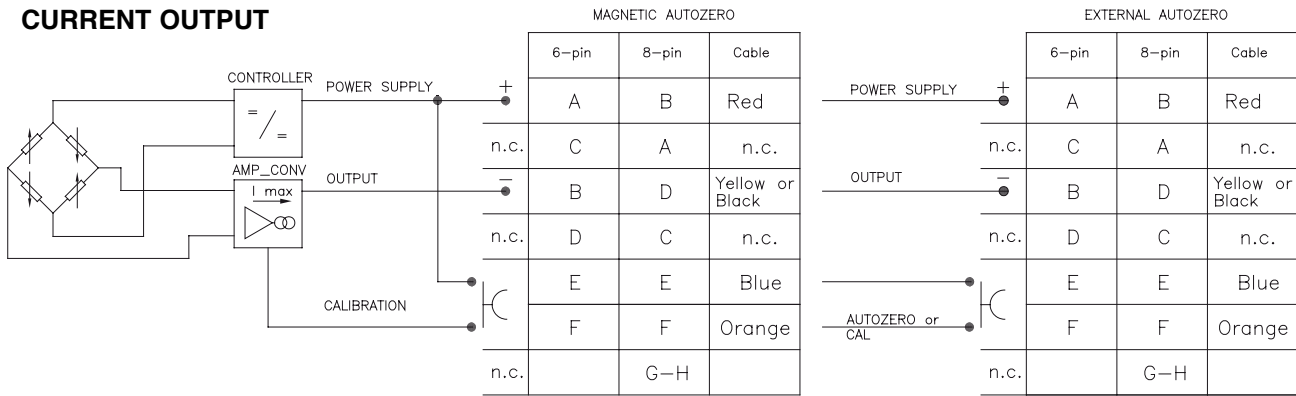 CURRENT OUTPUT
MAGNETIC AUTOZERO
6-pin 8-pin Cable
CONTROLLER
= / =
POWER SUPPLY
+ A B Red
n.c. C A n.c.
AMP_CONV
I max
OUTPUT
- B D Yellow or
Black
n.c. D C n.c.
E E Blue
CALIBRATION
F F Orange
n.c. G-H
EXTERNAL AUTOZERO
6-pin 8-pin Cable
POWER SUPPLY
+ A B Red
n.c. C A n.c.
OUTPUT
- B D Yellow or
Black
n.c. D C n.c.
E E Blue
AUTOZERO or
CAL
F F Orange
n.c. G-H